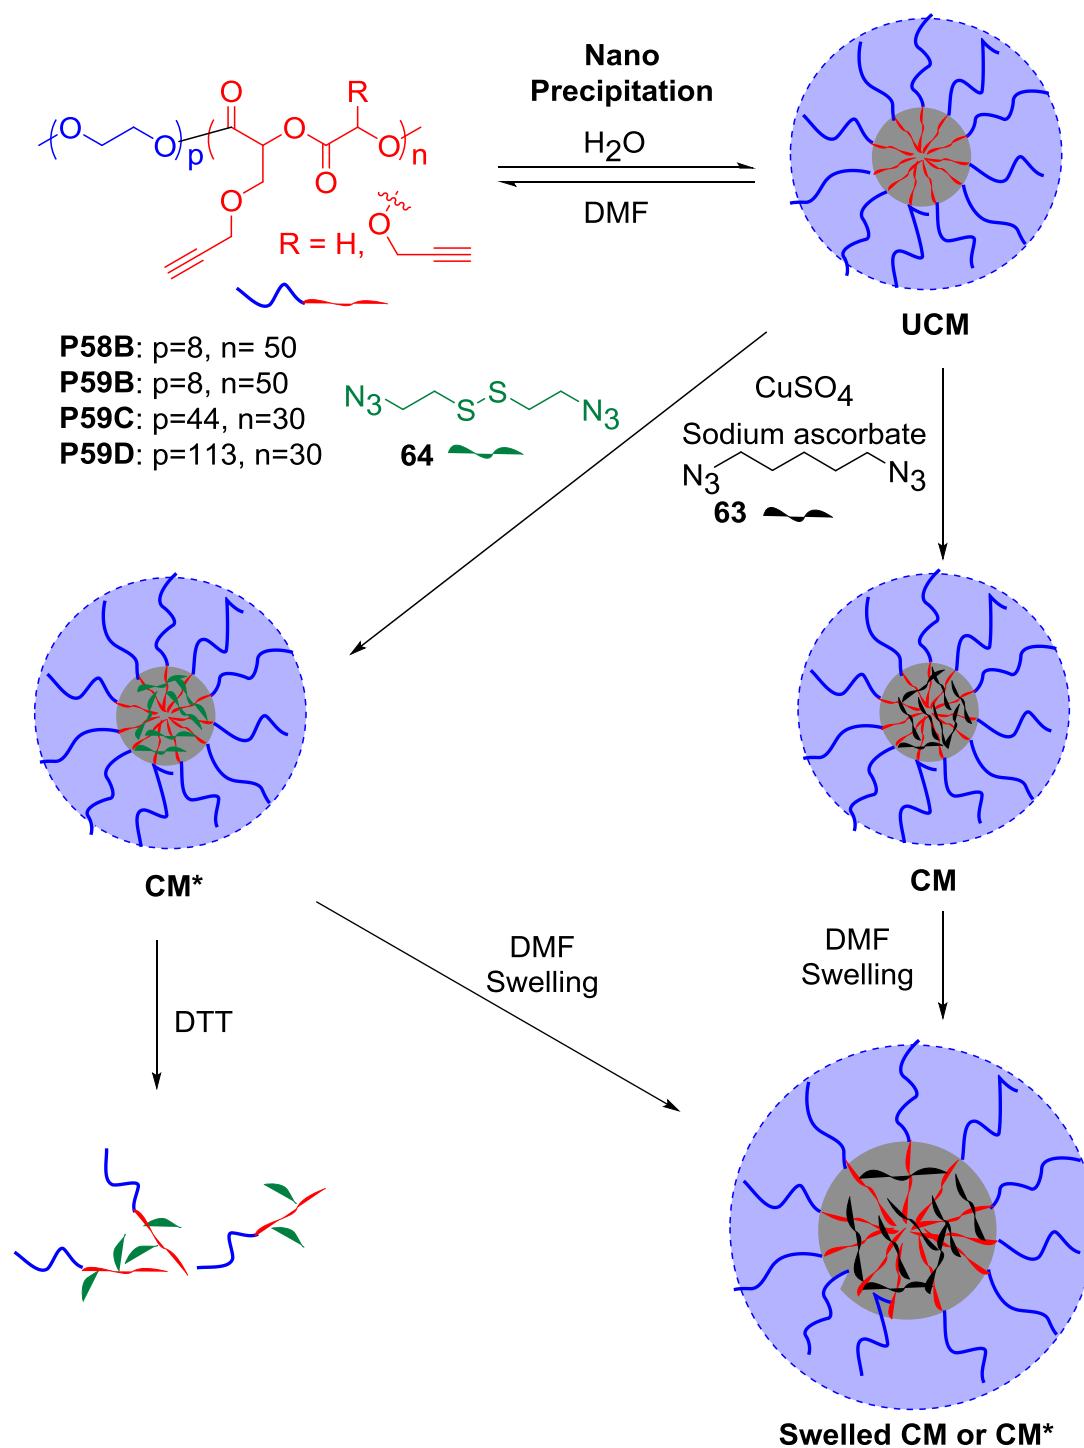 Nano
Precipitation
H2O
DMF
O
O
p
O
O
O
R
O
n
O
R = H,
O
UCM
P58B: p=8, n= 50
P59B: p=8, n=50
P59C: p=44, n=30
P59D: p=113, n=30
N3
S
S
N3
64
CuSO4
Sodium ascorbate
N3
N3
63
CM*
CM
DMF
Swelling
DMF
Swelling
DTT
Swelled CM or CM*